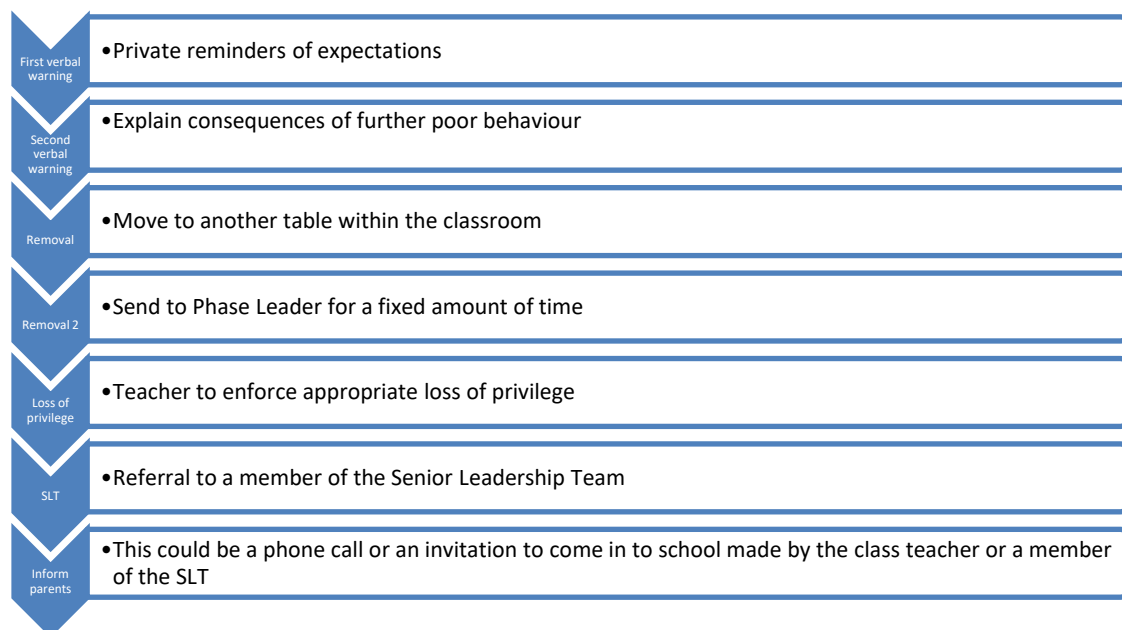 First verbal
warning
•Private reminders of expectations
Second
verbal
warning
•Explain consequences of further poor behaviour
Removal
•Move to another table within the classroom
Removal 2
•Send to Phase Leader for a fixed amount of time
Loss of
privilege
•Teacher to enforce appropriate loss of privilege
SLT
•Referral to a member of the Senior Leadership Team
Inform
parents
•This could be a phone call or an invitation to come in to school made by the class teacher or a member
of the SLT